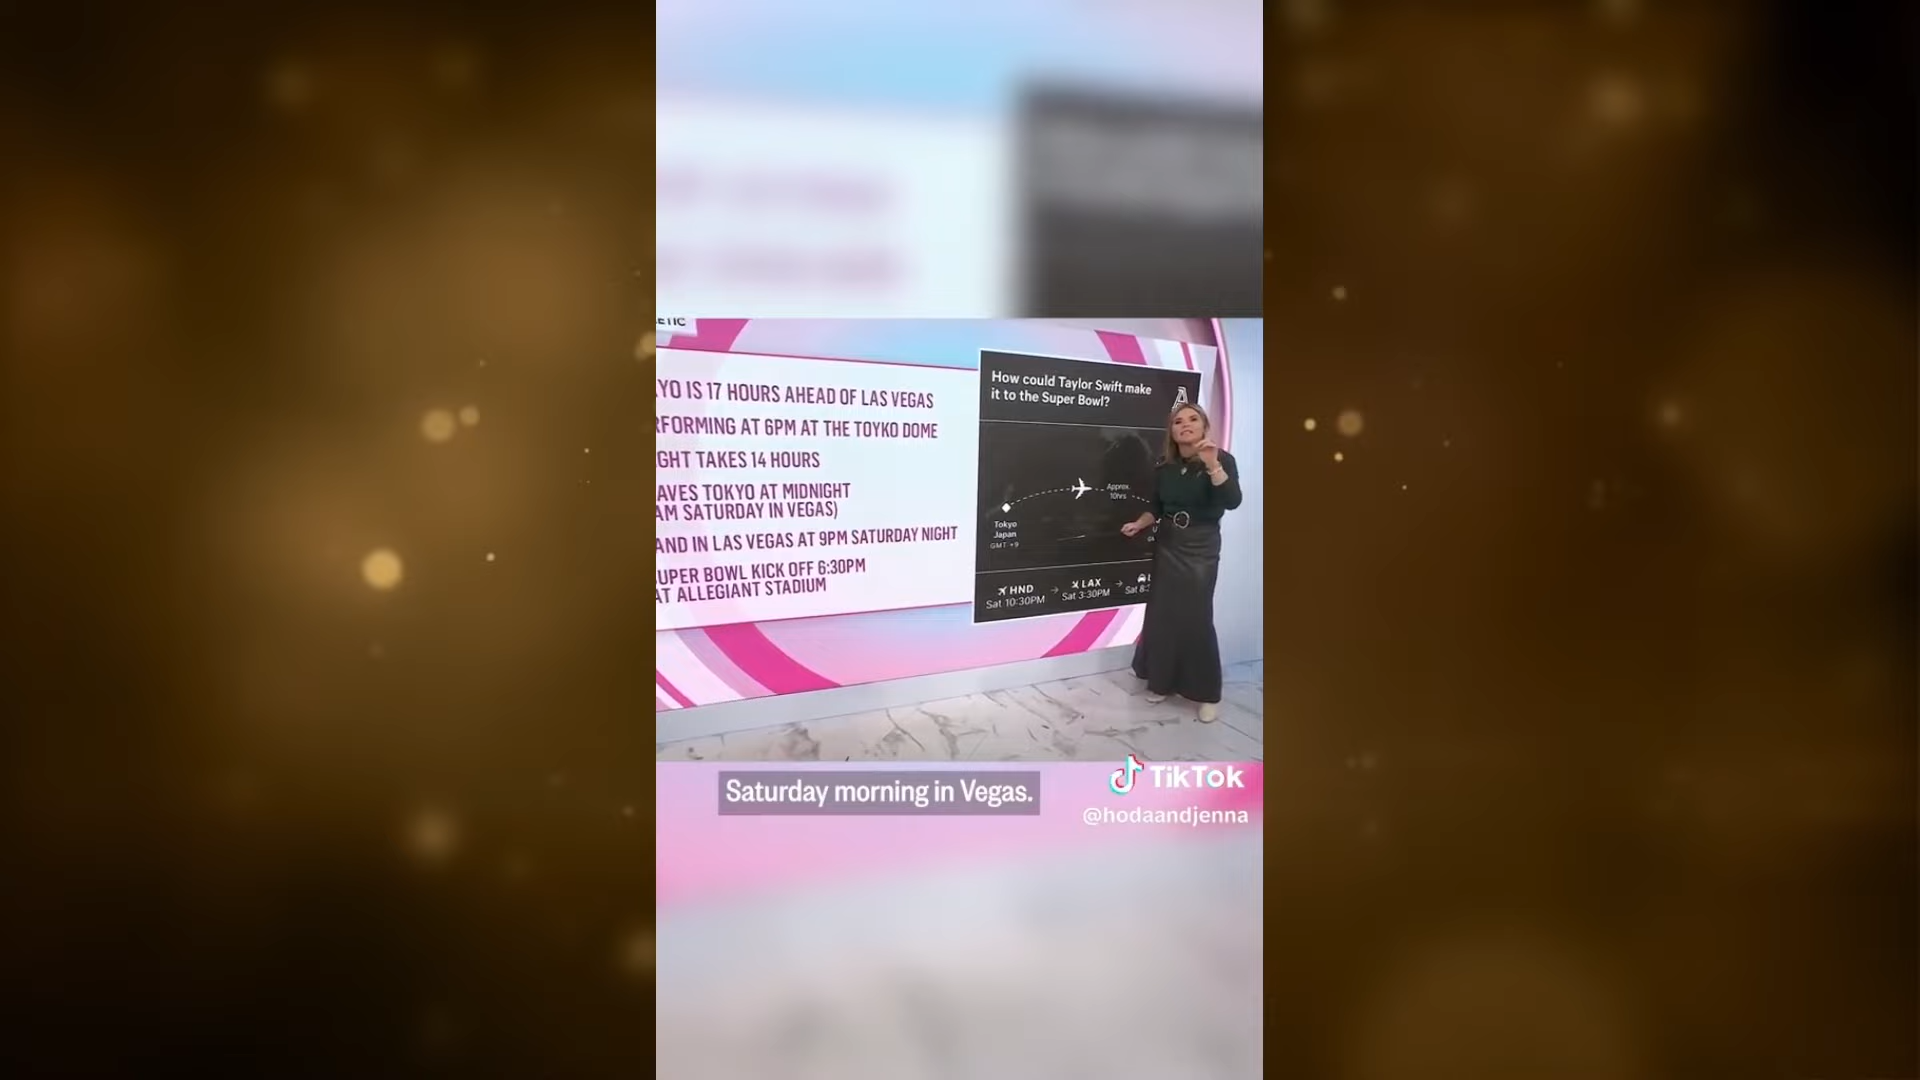 ETIC
YO IS 17 HOURS AHEAD OF LAS VEGAS
RFORMING AT 6PM AT THE TOYKO DOME
GHT TAKES 14 HOURS
AVES TOKYO AT MIDNIGHT
AM SATURDAY IN VEGAS)
AND IN LAS VEGAS AT 9PM SATURDAY NIGHT
UPER BOWL KICK OFF 6:30PM
AT ALLEGIANT STADIUM
How could Taylor Swift make
it to the Super Bowl?
Approx.
10hrs
Tokyo
Japan
GMT +9
HND
Sat 10:30PM
LAX
Sat 3:30PM
Sat 8:
Saturday morning in Vegas.
TikTok
@hodaandjenna